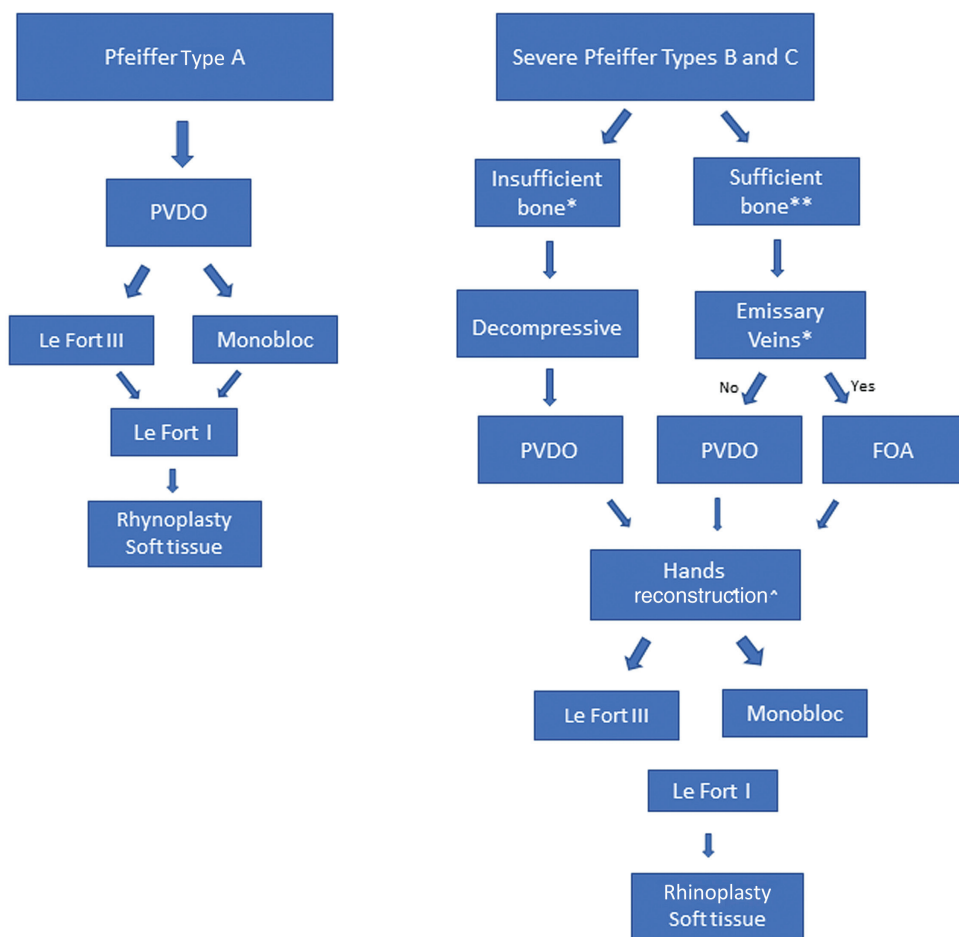 Pfeiffer Type A
PVDO
Le Fort III
Monobloc
Le Fort I
Rhynoplasty
Soft tissue
Severe Pfeiffer Types B and C
Insufficient
bone*
Sufficient
bone**
Decompressive
Emissary
Veins*
No
Yes
PVDO
PVDO
FOA
Hands
reconstruction^
Le Fort III
Monobloc
Le Fort I
Rhinoplasty
Soft tissue